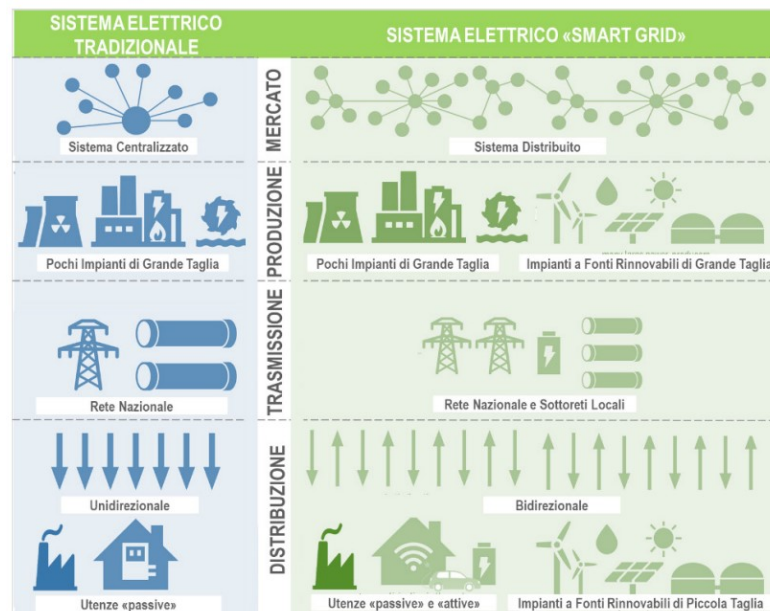 SISTEMA ELETTRICO
TRADIZIONALE
SISTEMA ELETTRICO «SMART GRID»
MERCATO
Sistema Centralizzato
Sistema Distribuito
PRODUZIONE
Pochi Impianti di Grande Taglia
Pochi Impianti di Grande Taglia
Impianti a Fonti Rinnovabili di Grande Taglia
TRASMISSIONE
Rete Nazionale
Rete Nazionale e Sottoreti Locali
DISTRIBUZIONE
Unidirezionale
Bidirezionale
Utenze «passive»
Utenze «passive» e «attive»
Impianti a Fonti Rinnovabili di Piccola Taglia